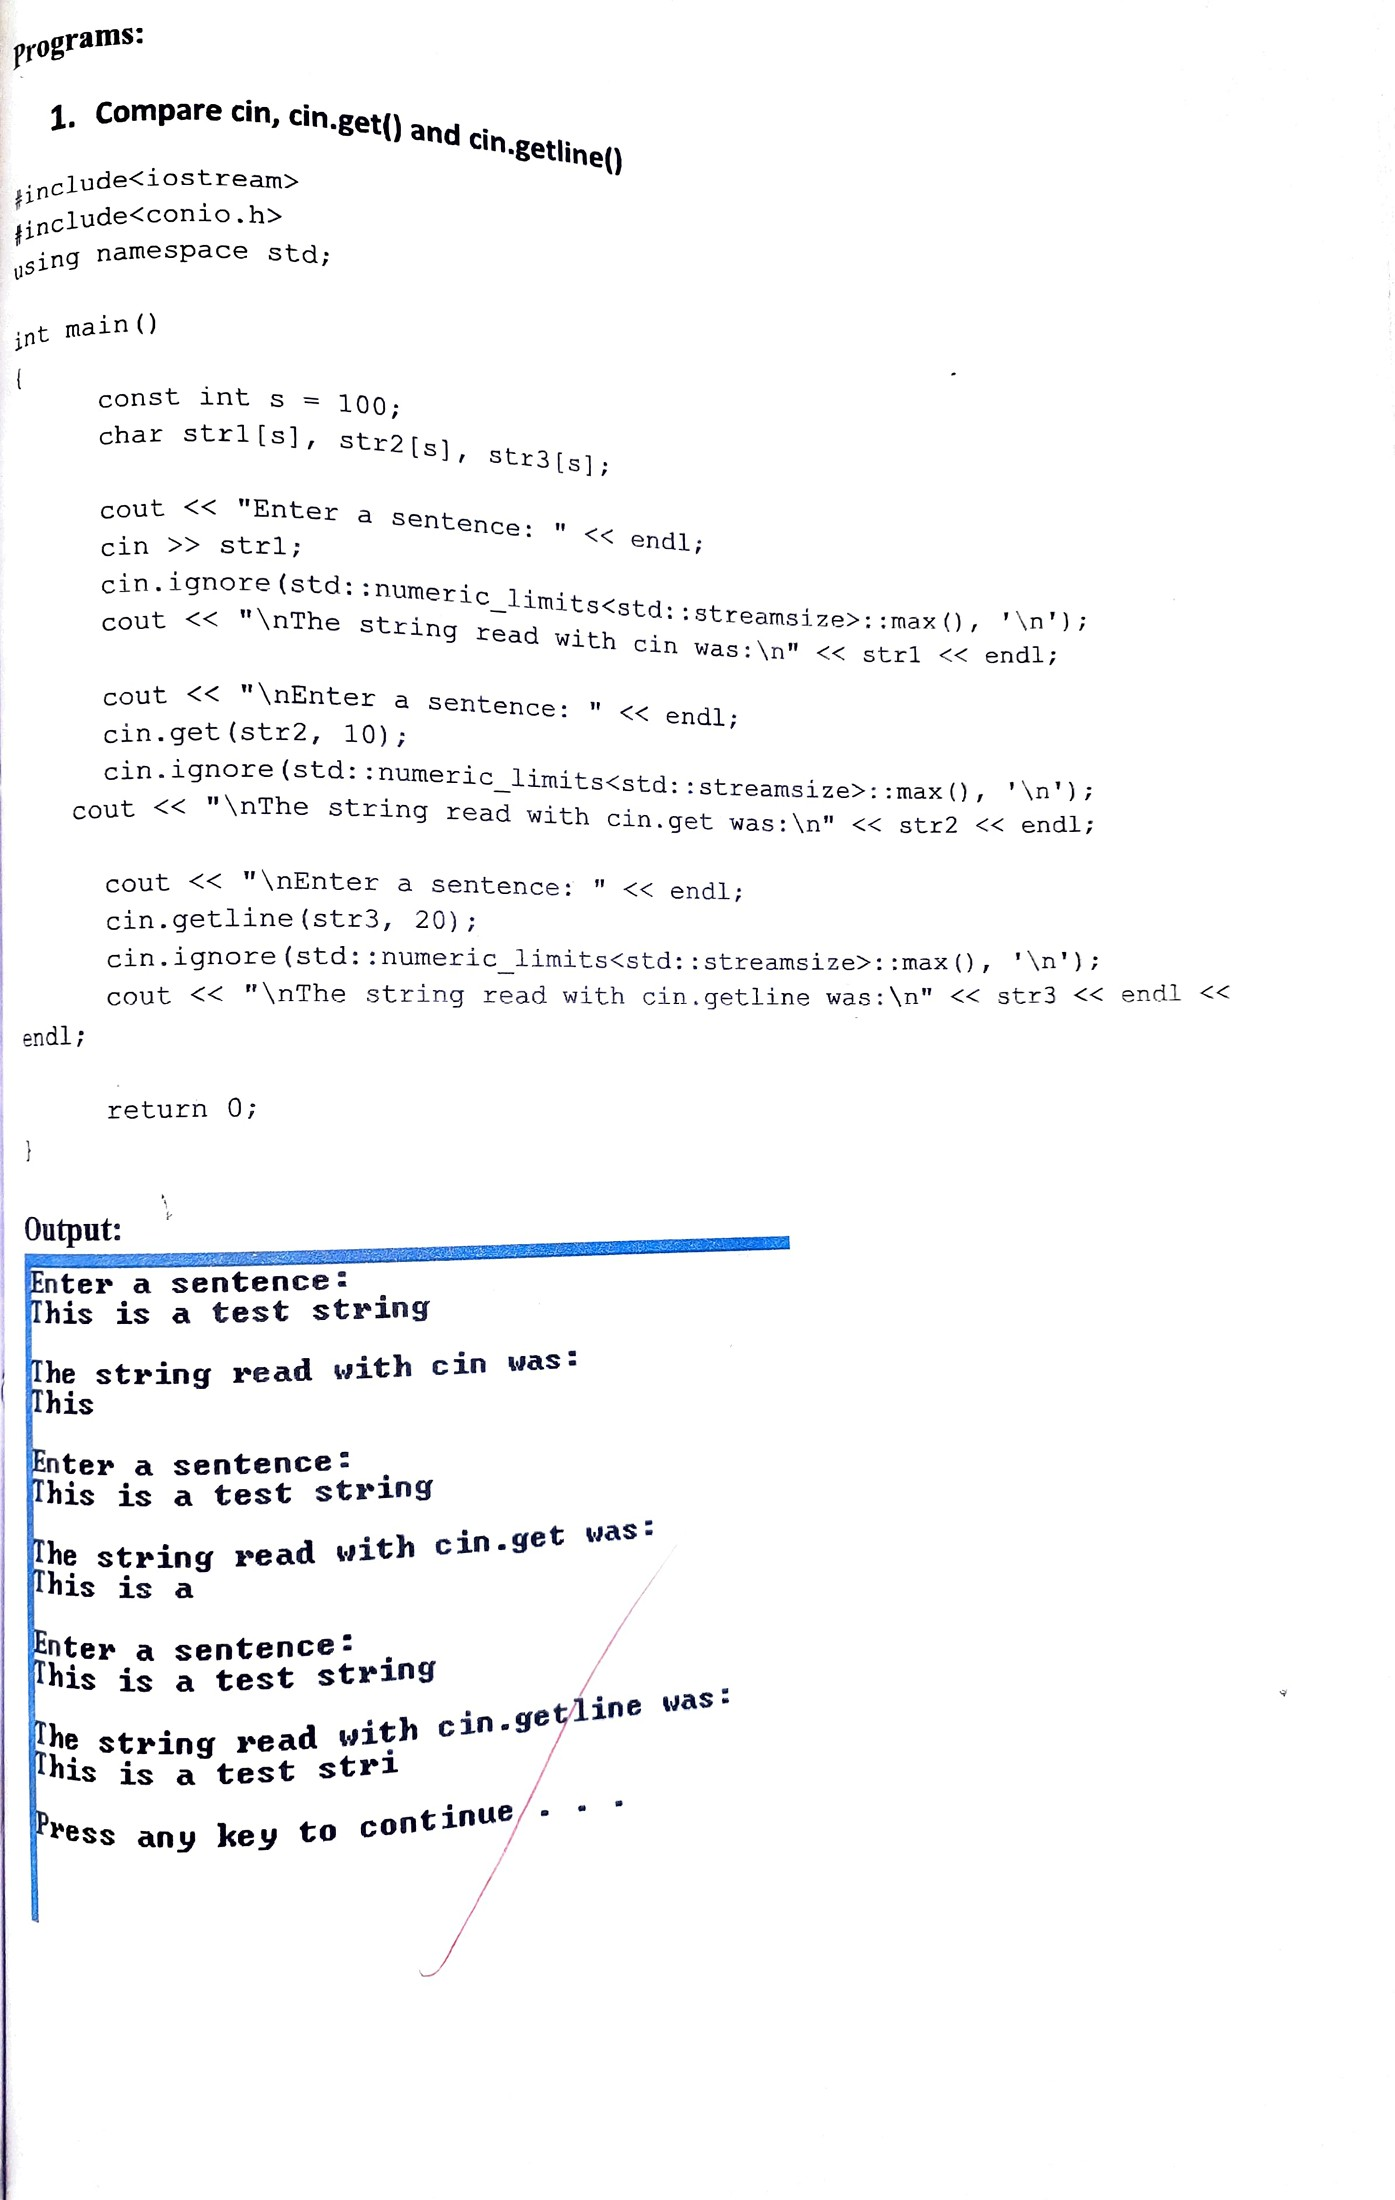 Programs:
1. Compare cin, cin.get() and cin.getline()
#include<iostream>
#include<conio.h>
using namespace std;
int main()
{
const int s = 100;
char str1[s], str2[s], str3[s];
cout << "Enter a sentence: " << endl;
cin >> str1;
cin.ignore(std::numeric_limits<std::streamsize>::max(), '\n');
cout << "\nThe string read with cin was:\n" << str1 << endl;
cout << "\nEnter a sentence: " << endl;
cin.get(str2, 10);
cin.ignore(std::numeric_limits<std::streamsize>::max(), '\n');
cout << "\nThe string read with cin.get was:\n" << str2 << endl;
cout << "\nEnter a sentence: " << endl;
cin.getline(str3, 20);
cin.ignore(std::numeric_limits<std::streamsize>::max(), '\n');
cout << "\nThe string read with cin.getline was:\n" << str3 << endl <<
endl;
return 0;
}
Output:
Enter a sentence:
This is a test string
The string read with cin was:
This
Enter a sentence:
This is a test string
The string read with cin.get was:
This is a
Enter a sentence:
This is a test string
The string read with cin.getline was:
This is a test stri
Press any key to continue . . .